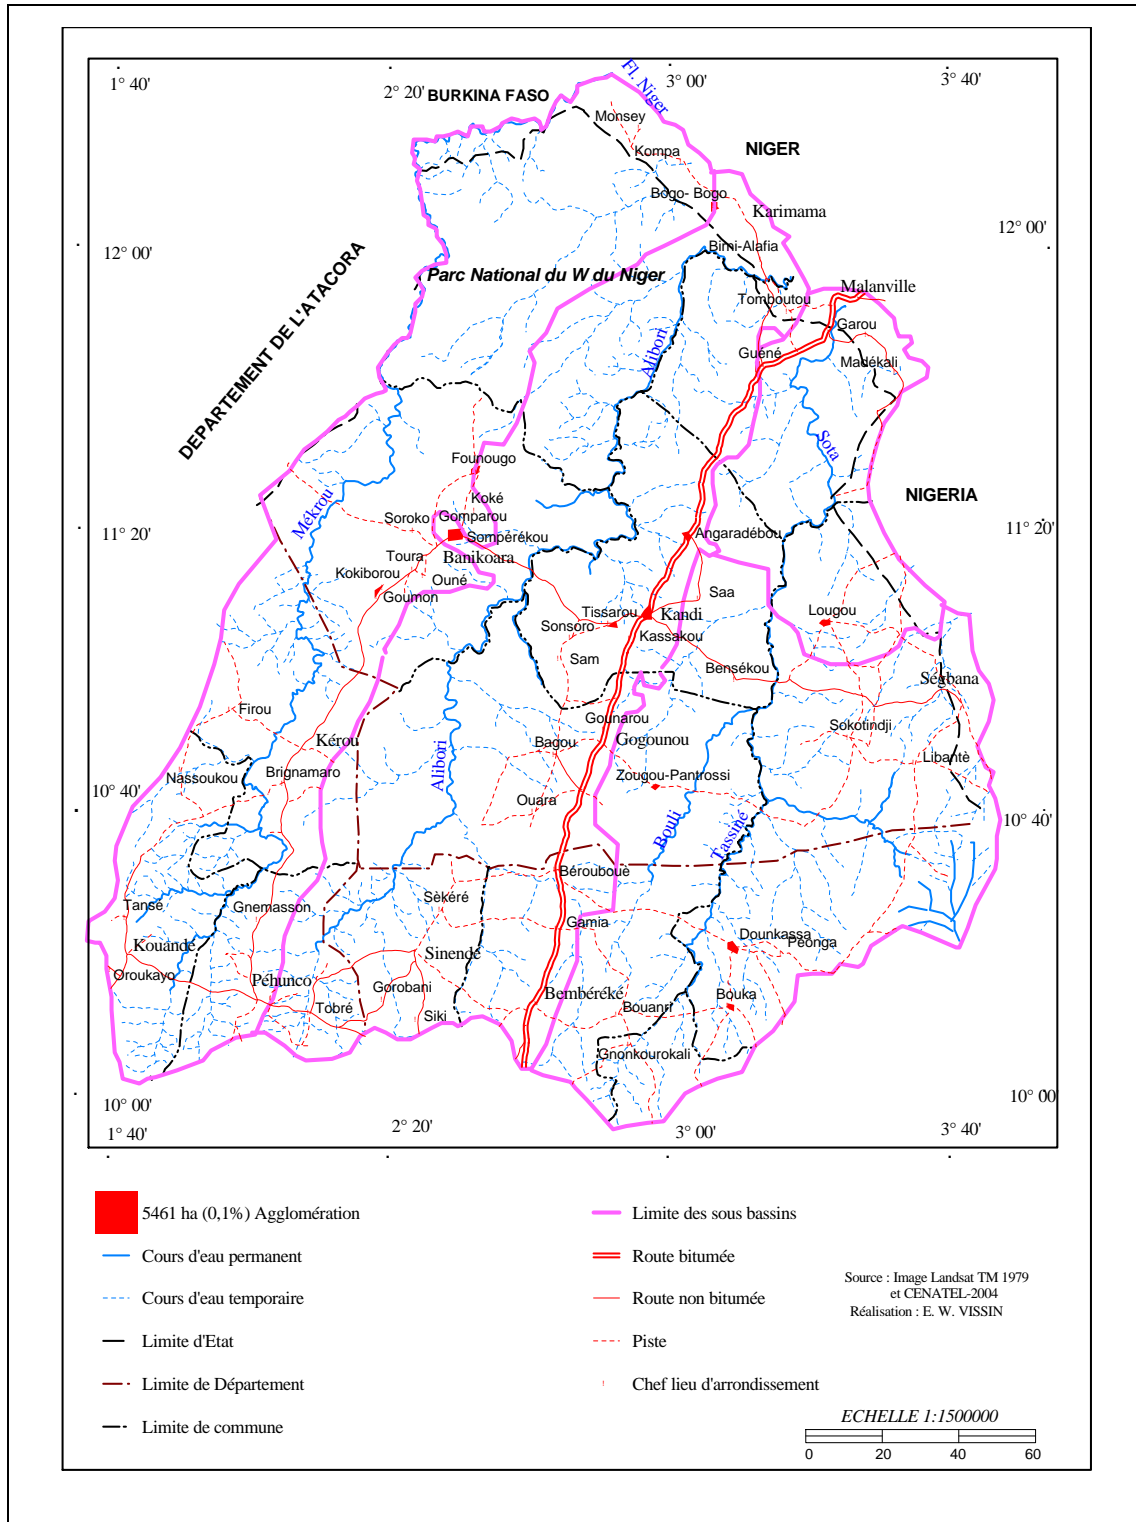 1° 40'
2° 20'
3° 00'
3° 40'
BURKINA FASO
Fl. Niger
Monsey
Kompa
NIGER
Bogo- Bogo
Karimama
12° 00'
12° 00'
Birni-Alafia
Parc National du W du Niger
DEPARTEMENT DE L'ATACORA
Tomboutou
Malanville
Garou
Alibori
Guéné
Madékali
Sota
Founougo
Koké
NIGERIA
Mékrou
Soroko
Gomparou
11° 20'
11° 20'
Sompérékou
Angaradébou
Toura
Banikoara
Kokiborou
Ouné
Goumon
Saa
Tissarou
Kandi
Lougou
Sonsoro
Kassakou
Sam
Bensékou
Ségbana
Firou
Gounarou
Sokotindji
Kérou
Bagou
Gogounou
Libantè
Alibori
Nassoukou
Brignamaro
Zougou-Pantrossi
10° 40'
Ouara
10° 40'
Bouli
Tassiné
Bérouboué
Sèkéré
Tansé
Gnemasson
Gamia
Dounkassa
Péonga
Kouandé
Sinendé
Oroukayo
Péhunco
Gorobani
Bembéréké
Bouka
Tobré
Siki
Bouanri
Gnonkourokali
10° 00'
10° 00'
1° 40'
2° 20'
3° 00'
3° 40'
5461 ha (0,1%) Agglomération
Cours d'eau permanent
Cours d'eau temporaire
Limite d'Etat
Limite de Département
Limite de commune
Limite des sous bassins
Route bitumée
Route non bitumée
Piste
Chef lieu d'arrondissement
Source : Image Landsat TM 1979
et CENATEL-2004
Réalisation : E. W. VISSIN
ECHELLE 1:1500000
0 20 40 60